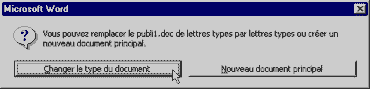 Microsoft Word
Vous pouvez remplacer le publi1.doc de lettres types par lettres types ou créer un
nouveau document principal.
Changer le type du document
Nouveau document principal